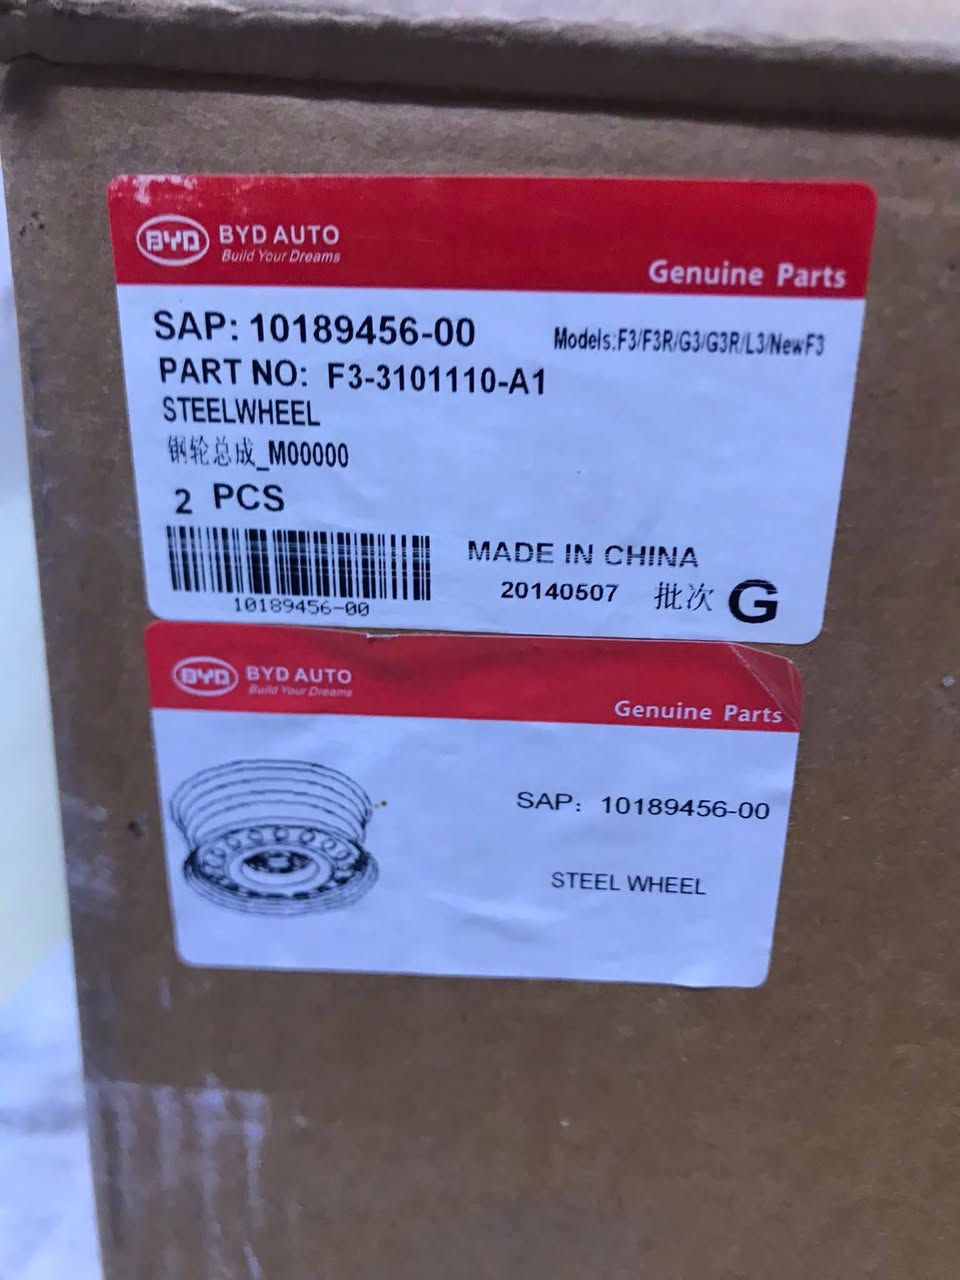 BYD BYD AUTO
Build Your Dreams
Genuine Parts
SAP: 10189456-00
Models:F3/F3R/G3/G3R/L3/NewF3
PART NO: F3-3101110-A1
STEELWHEEL
钢轮总成_M00000
2 PCS
10189456-00
MADE IN CHINA
20140507 批次 G
BYD BYD AUTO
Build Your Dreams
Genuine Parts
SAP: 10189456-00
STEEL WHEEL